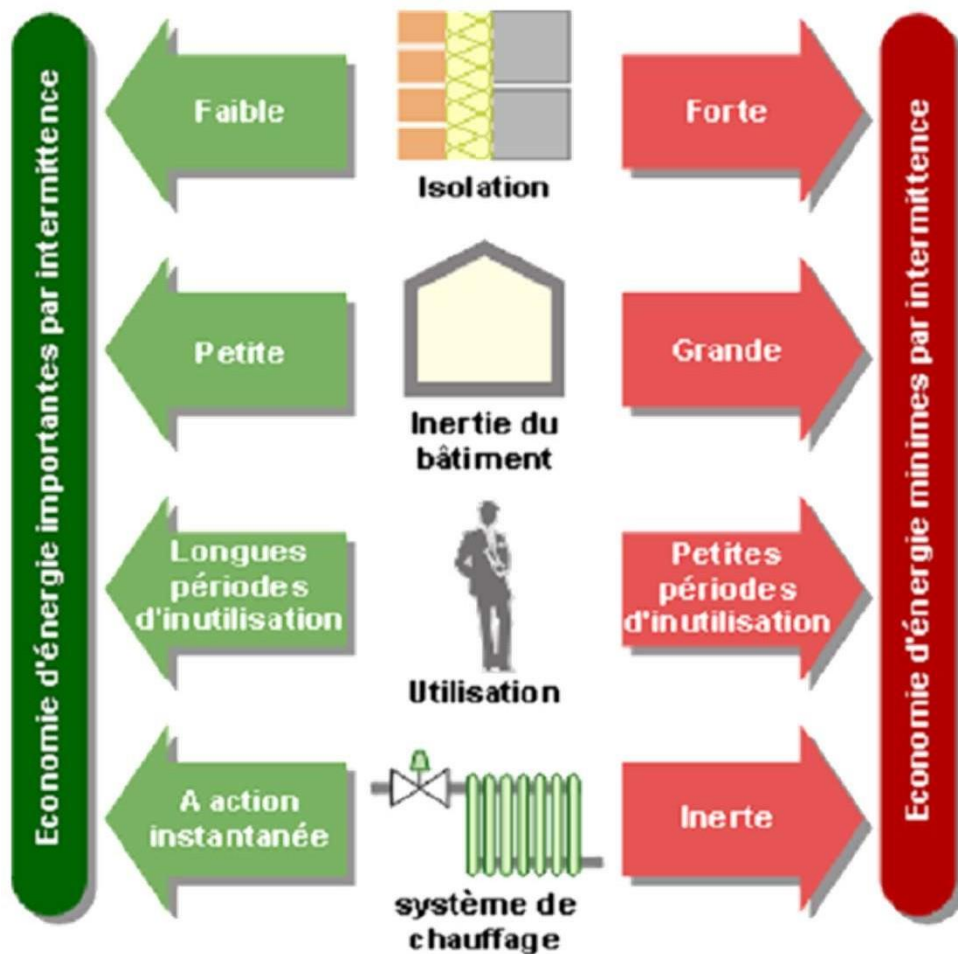 Economie d'énergie importantes par intermittence
Faible
Isolation
Forte
Petite
Inertie du
bâtiment
Grande
Longues
périodes
d'inutilisation
Utilisation
Petites
périodes
d'inutilisation
A action
instantanée
système de
chauffage
Inerte
Economie d'énergie minimes par intermittence